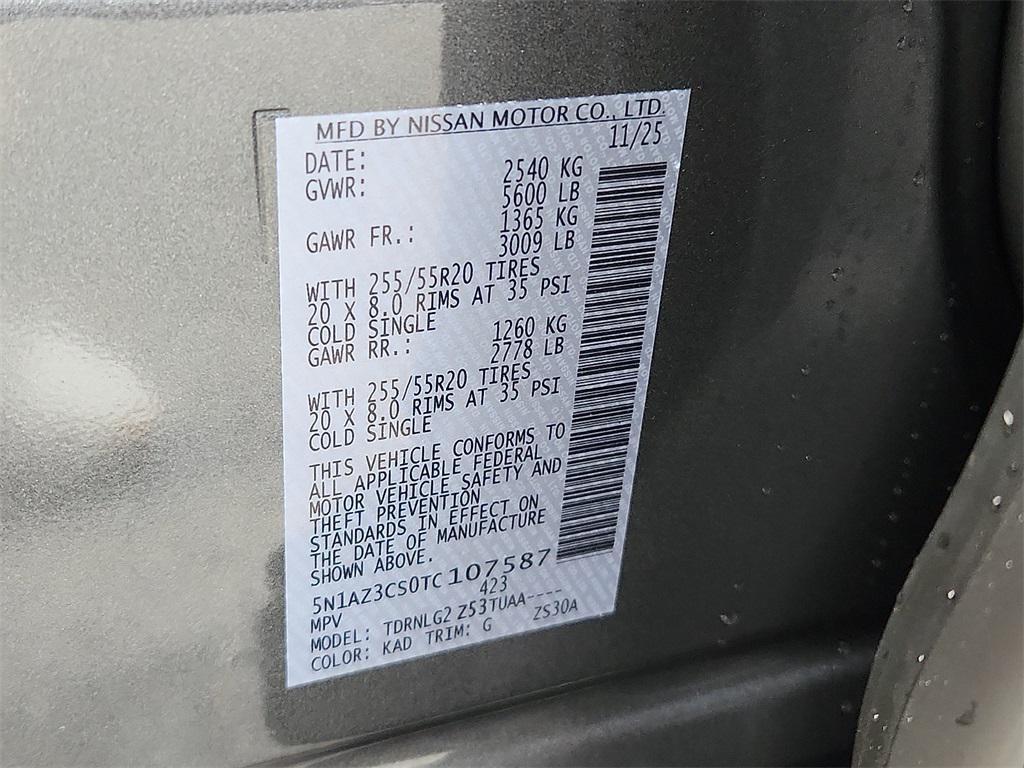 MFD BY NISSAN MOTOR CO., LTD.
DATE: 11/25
GVWR: 2540 KG
5600 LB
GAWR FR.: 1365 KG
3009 LB
WITH 255/55R20 TIRES
20 X 8.0 RIMS AT 35 PSI
COLD SINGLE
GAWR RR.: 1260 KG
2778 LB
WITH 255/55R20 TIRES
20 X 8.0 RIMS AT 35 PSI
COLD SINGLE
THIS VEHICLE CONFORMS TO
ALL APPLICABLE FEDERAL
MOTOR VEHICLE SAFETY AND
THEFT PREVENTION
STANDARDS IN EFFECT ON
THE DATE OF MANUFACTURE
SHOWN ABOVE.
5N1AZ3CS0TC107587
MPV 423
MODEL: TDRNLG2 Z53TUAA----
COLOR: KAD TRIM: G ZS30A